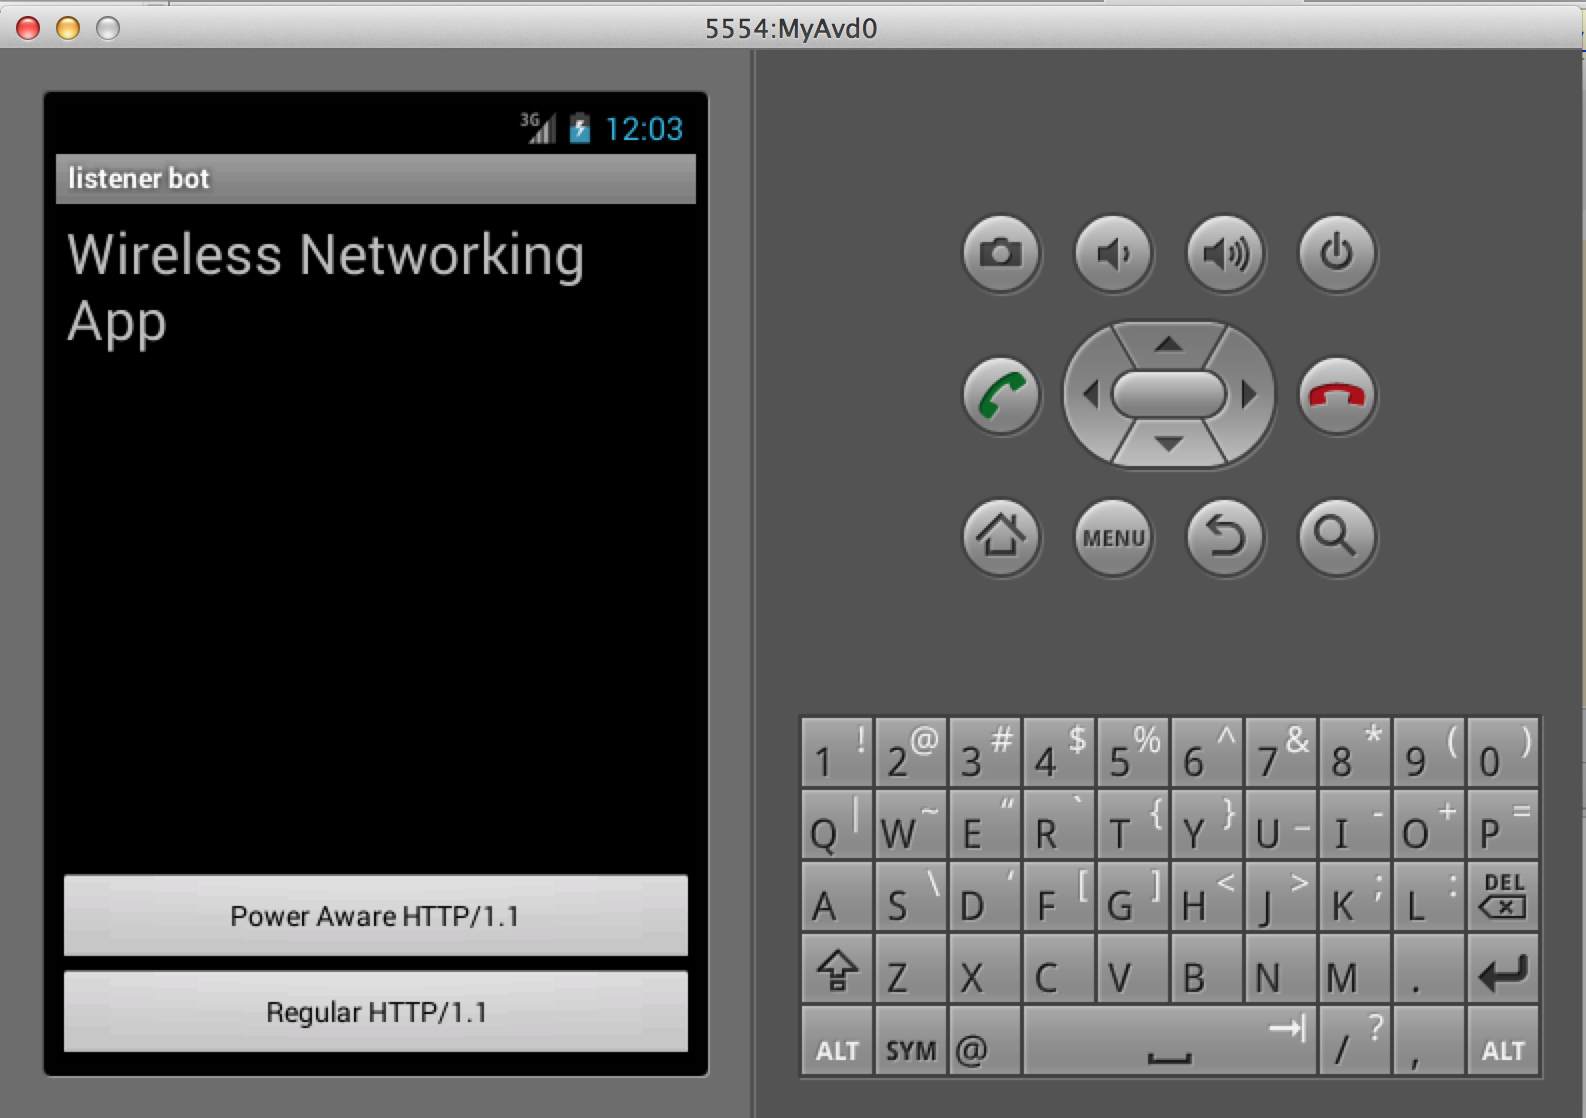 5554:MyAvd0
3G 12:03
listener bot
Wireless Networking
App
Power Aware HTTP/1.1
Regular HTTP/1.1
MENU
1 ! 2 @ 3 # 4 $ 5 % 6 ^ 7 & 8 * 9 ( 0 )
Q | W ~ E “ R ` T { Y } U _ I - O + P =
A S \ D ‘ F [ G ] H < J > K ; L : DEL
Z X C V B N M .
ALT SYM @ / ? , ALT